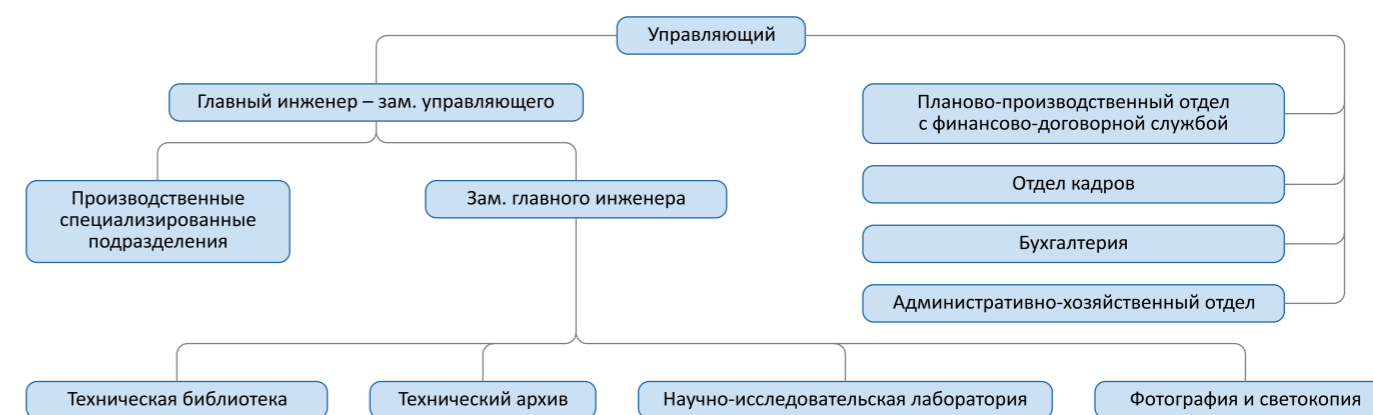 Управляющий
Главный инженер – зам. управляющего
Планово-производственный отдел
с финансово-договорной службой
Производственные
специализированные
подразделения
Зам. главного инженера
Отдел кадров
Бухгалтерия
Административно-хозяйственный отдел
Техническая библиотека
Технический архив
Научно-исследовательская лаборатория
Фотография и светокопия